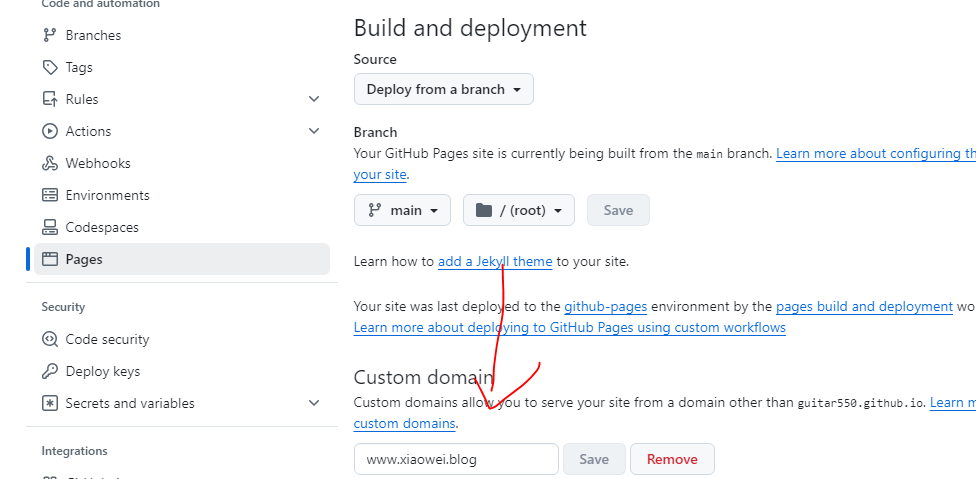 Code and automation
Branches
Tags
Rules
Actions
Webhooks
Environments
Codespaces
Pages
Security
Code security
Deploy keys
Secrets and variables
Integrations
Build and deployment
Source
Deploy from a branch
Branch
Your GitHub Pages site is currently being built from the main branch. Learn more about configuring th
your site.
main
/ (root)
Save
Learn how to add a Jekyll theme to your site.
Your site was last deployed to the github-pages environment by the pages build and deployment wo
Learn more about deploying to GitHub Pages using custom workflows
Custom domain
Custom domains allow you to serve your site from a domain other than guitar550.github.io. Learn m
custom domains.
www.xiaowei.blog
Save
Remove